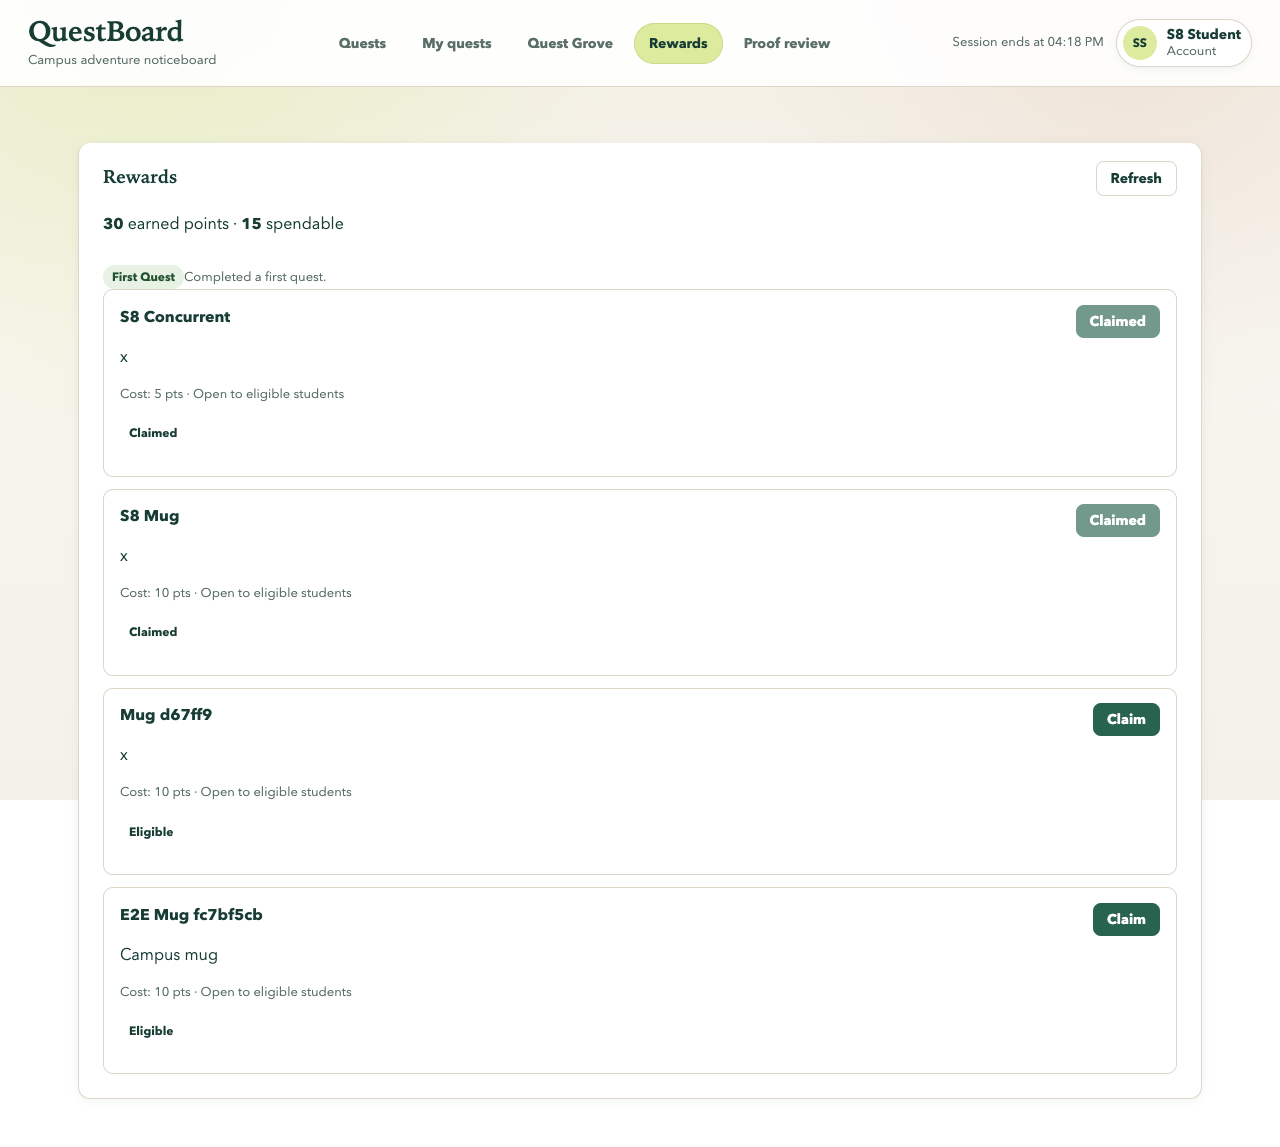 QuestBoard
Campus adventure noticeboard
Quests
My quests
Quest Grove
Rewards
Proof review
Session ends at 04:18 PM
SS
S8 Student
Account
Rewards
Refresh
30 earned points · 15 spendable
First Quest Completed a first quest.
S8 Concurrent
Claimed
x
Cost: 5 pts · Open to eligible students
Claimed
S8 Mug
Claimed
x
Cost: 10 pts · Open to eligible students
Claimed
Mug d67ff9
Claim
x
Cost: 10 pts · Open to eligible students
Eligible
E2E Mug fc7bf5cb
Claim
Campus mug
Cost: 10 pts · Open to eligible students
Eligible